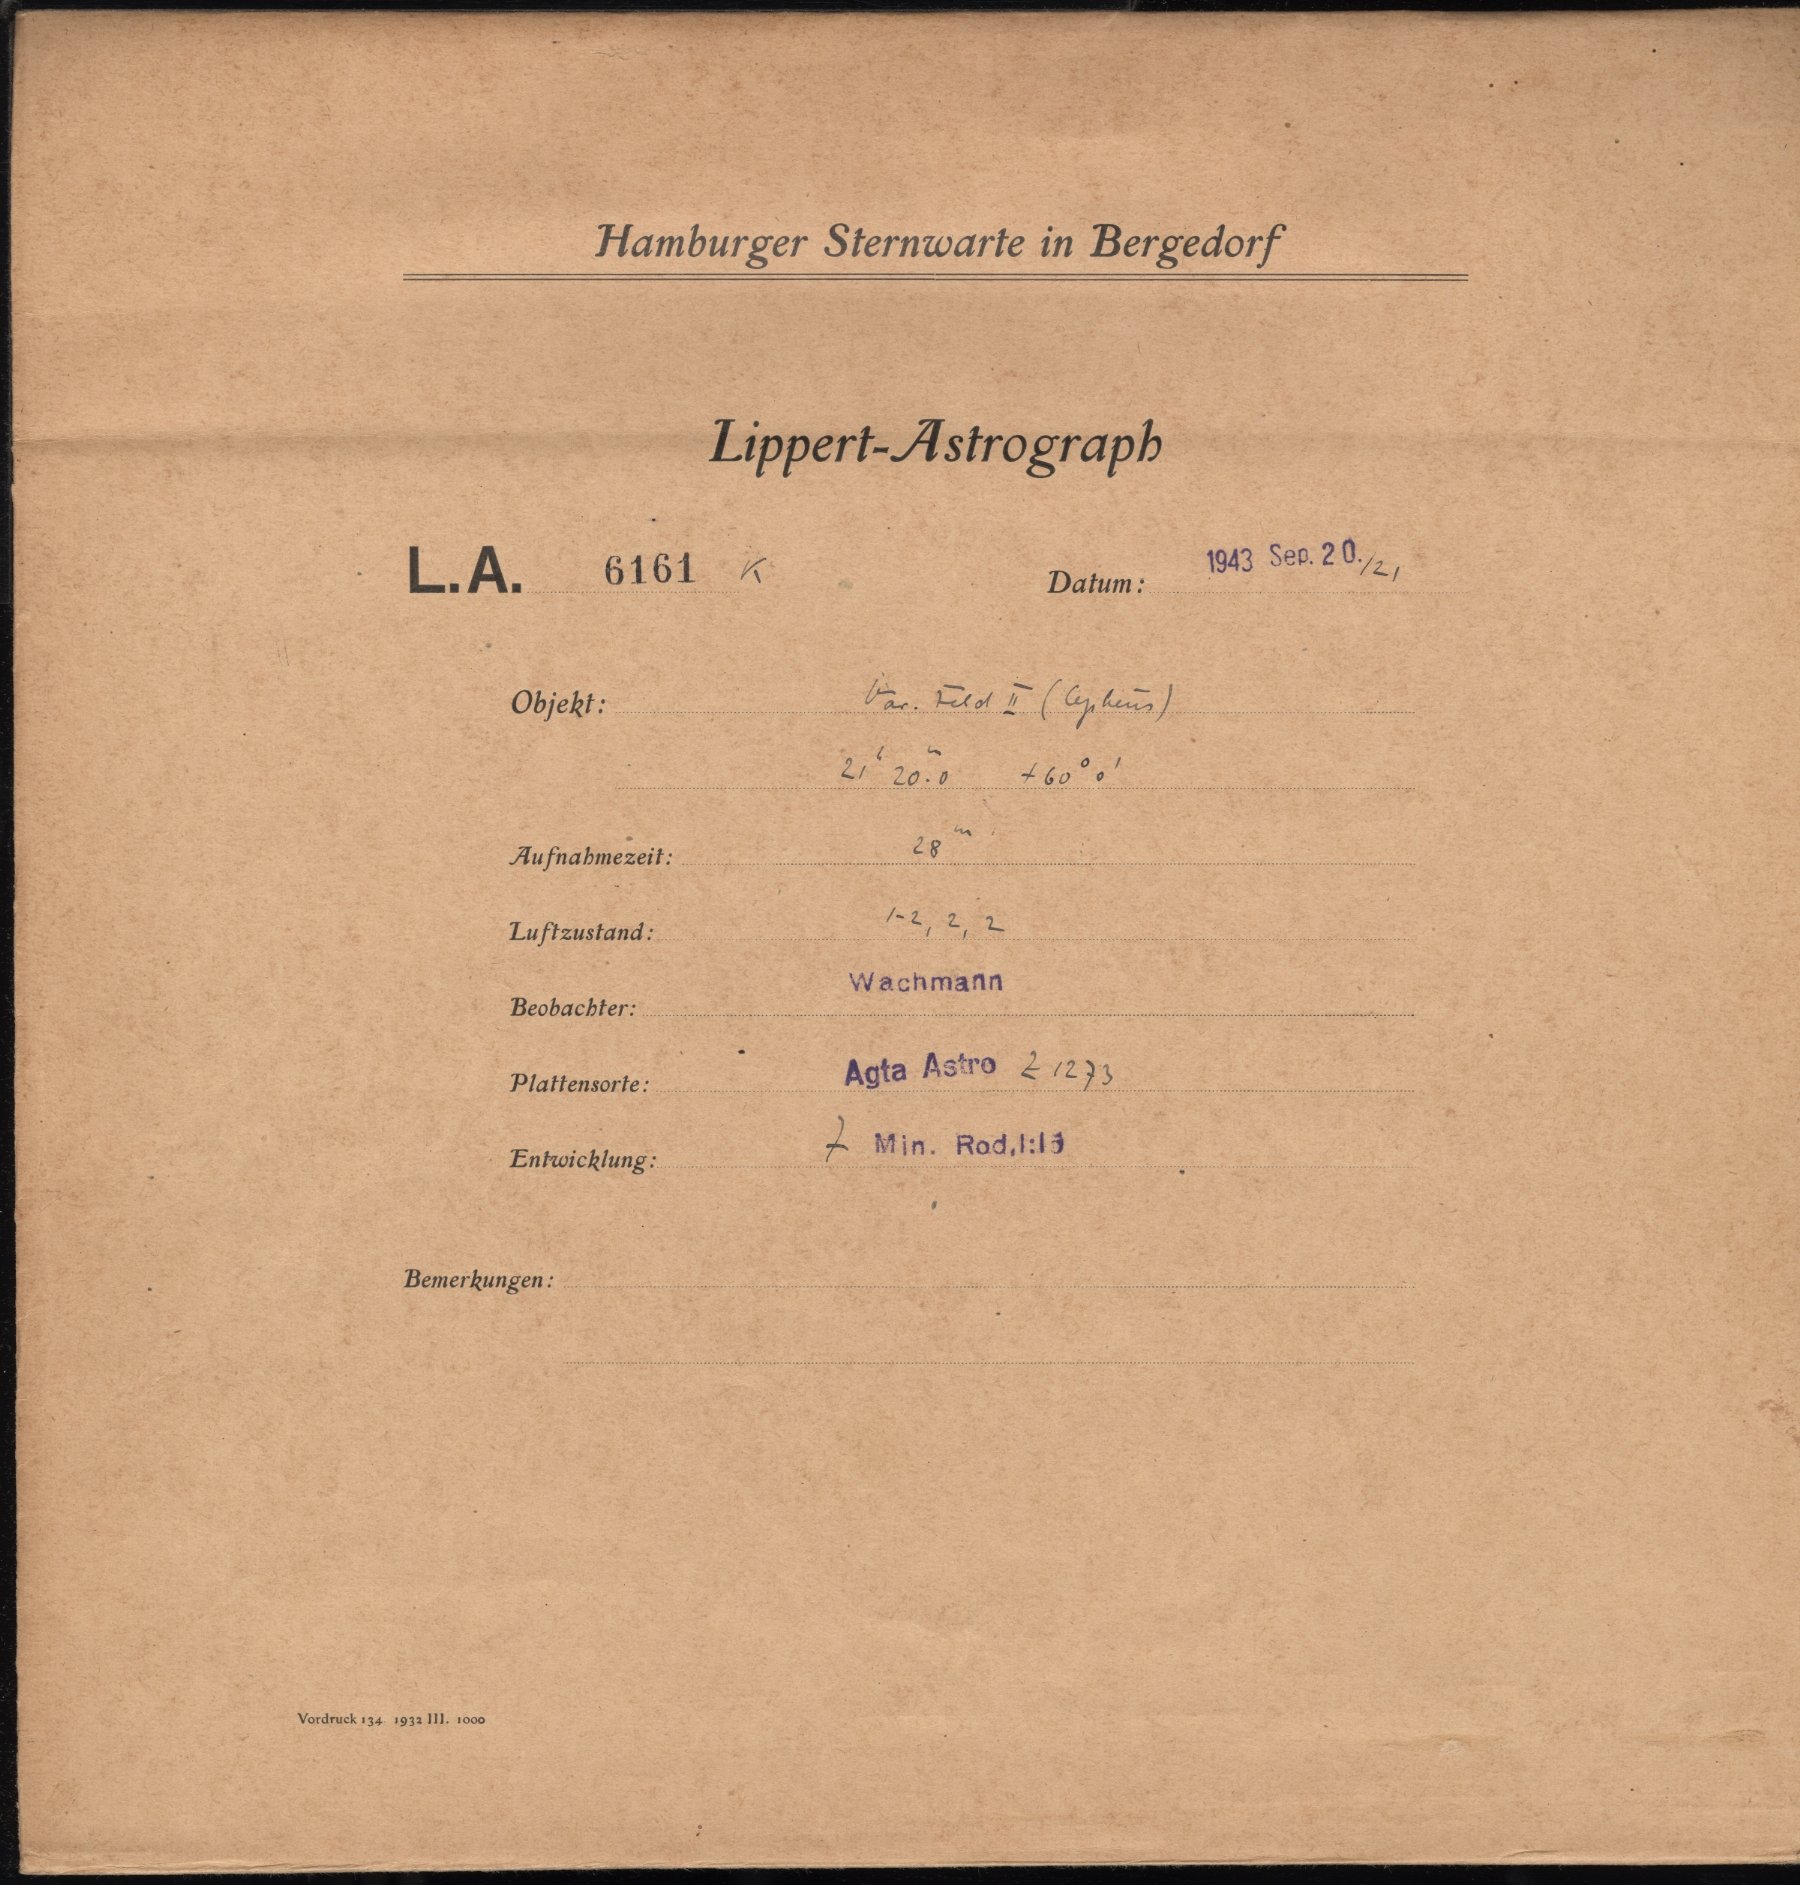 Hamburger Sternwarte in Bergedorf
Lippert-Astrograph
L.A. 6161 K
Datum: 1943 Sep. 20./21
Objekt: Var. Feld II (Cepheus)
21h 20m.0 +60° 0'
Aufnahmezeit: 28m
Luftzustand: 1-2, 2, 2
Beobachter: Wachmann
Plattensorte: Agfa Astro Z 1273
Entwicklung: 7 Min. Rod. 1:15
Bemerkungen:
Vordruck 134 1932 III. 1000